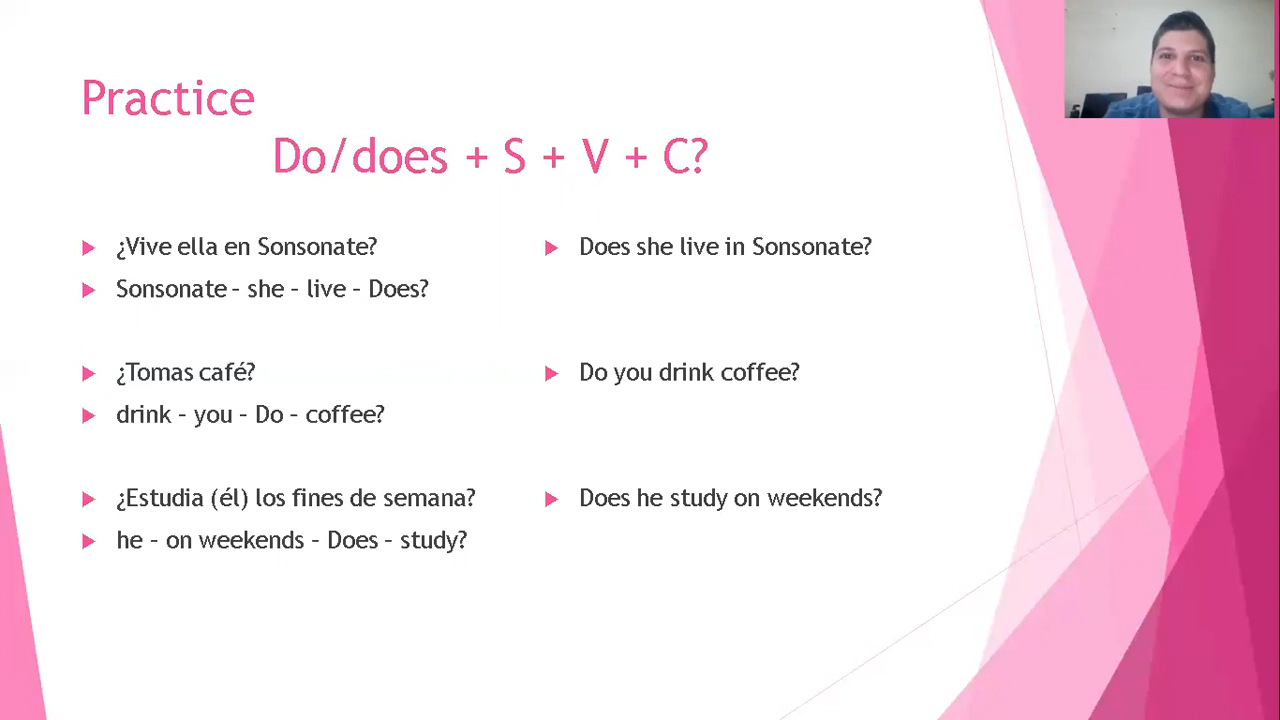 Practice
Do/does + S + V + C?
¿Vive ella en Sonsonate?
Sonsonate – she – live – Does?
¿Tomas café?
drink – you – Do – coffee?
¿Estudia (él) los fines de semana?
he – on weekends – Does – study?
Does she live in Sonsonate?
Do you drink coffee?
Does he study on weekends?